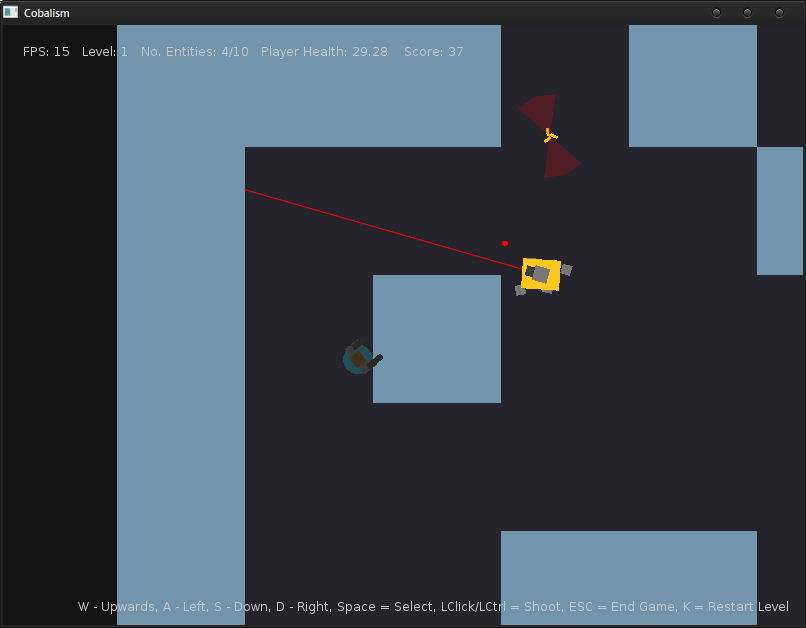 Cobalism
FPS: 15 Level: 1 No. Entities: 4/10 Player Health: 29.28 Score: 37
W - Upwards, A - Left, S - Down, D - Right, Space = Select, LClick/LCtrl = Shoot, ESC = End Game, K = Restart Level